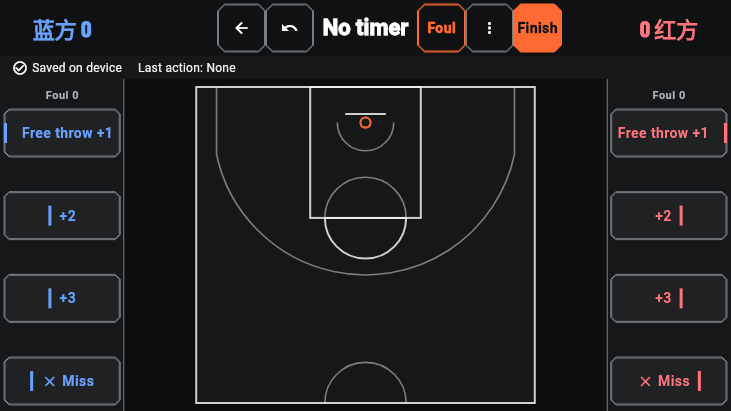 蓝方 0
No timer
Foul
Finish
0 红方
Saved on device
Last action: None
Foul 0
Free throw +1
+2
+3
Miss
Foul 0
Free throw +1
+2
+3
Miss